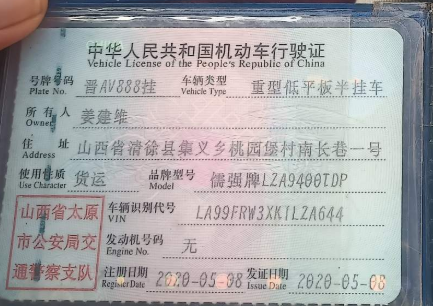 中华人民共和国机动车行驶证
Vehicle License of the People's Republic of China
号牌号码 晋AV888挂 车辆类型 重型低平板半挂车
Plate No. Vehicle Type
所有人 姜建维
Owner
住址 山西省清徐县集义乡桃园堡村南长巷一号
Address
使用性质 货运 品牌型号 儒强牌LZA9400TDP
Use Character Model
山西省太原
市公安局交
通警察支队
车辆识别代号 LA99FRW3XK1LZA644
VIN
发动机号码 无
Engine No.
注册日期 2020-05-08 发证日期 2020-05-08
Register Date Issue Date